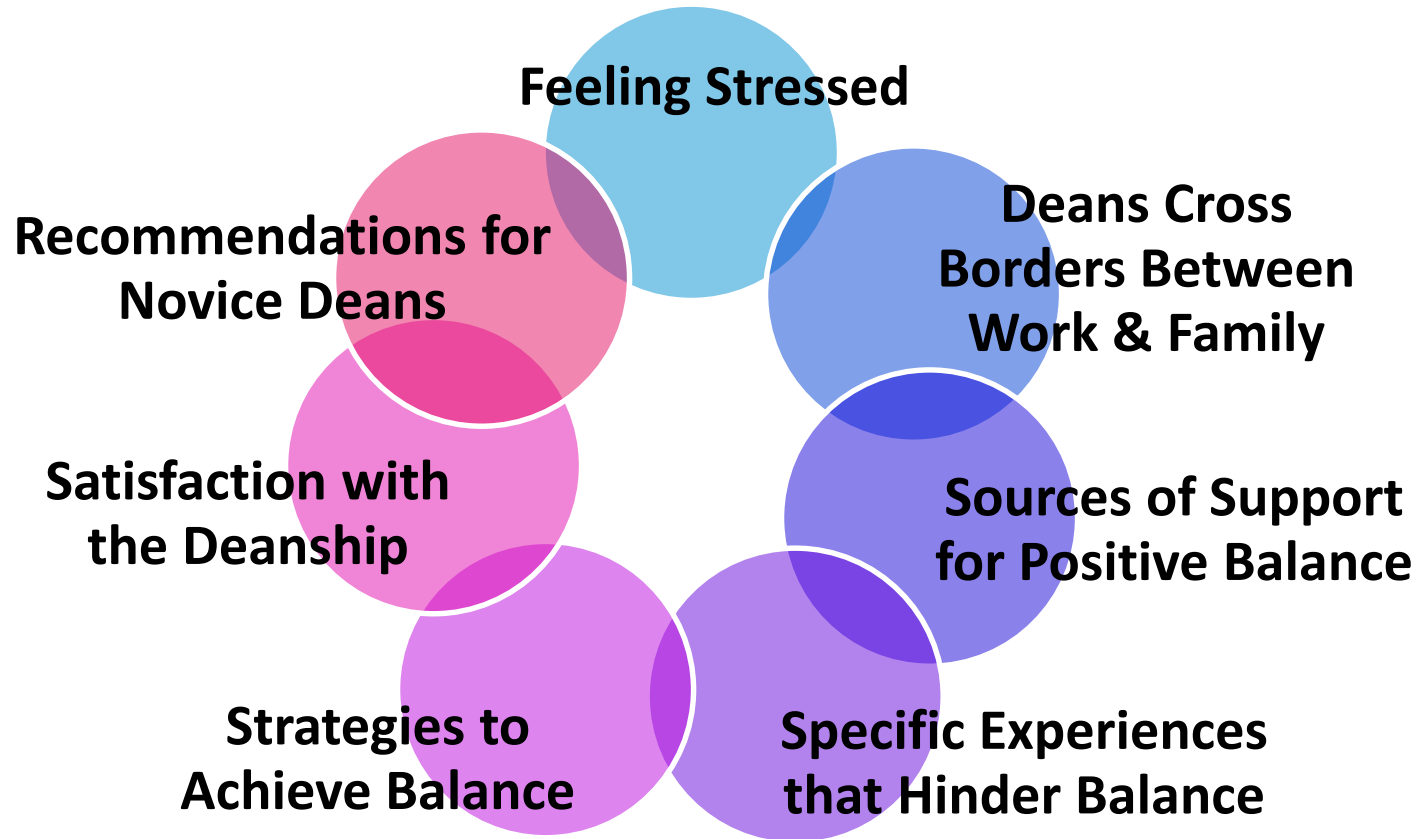 Feeling Stressed
Deans Cross
Borders Between
Work & Family
Sources of Support
for Positive Balance
Specific Experiences
that Hinder Balance
Strategies to
Achieve Balance
Satisfaction with
the Deanship
Recommendations for
Novice Deans